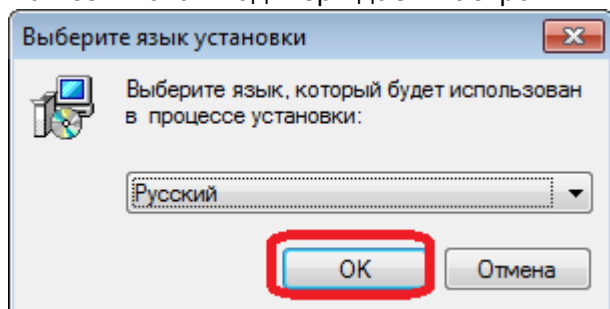 Выберите язык установки
Выберите язык, который будет использован
в процессе установки:
Русский
OK
Отмена